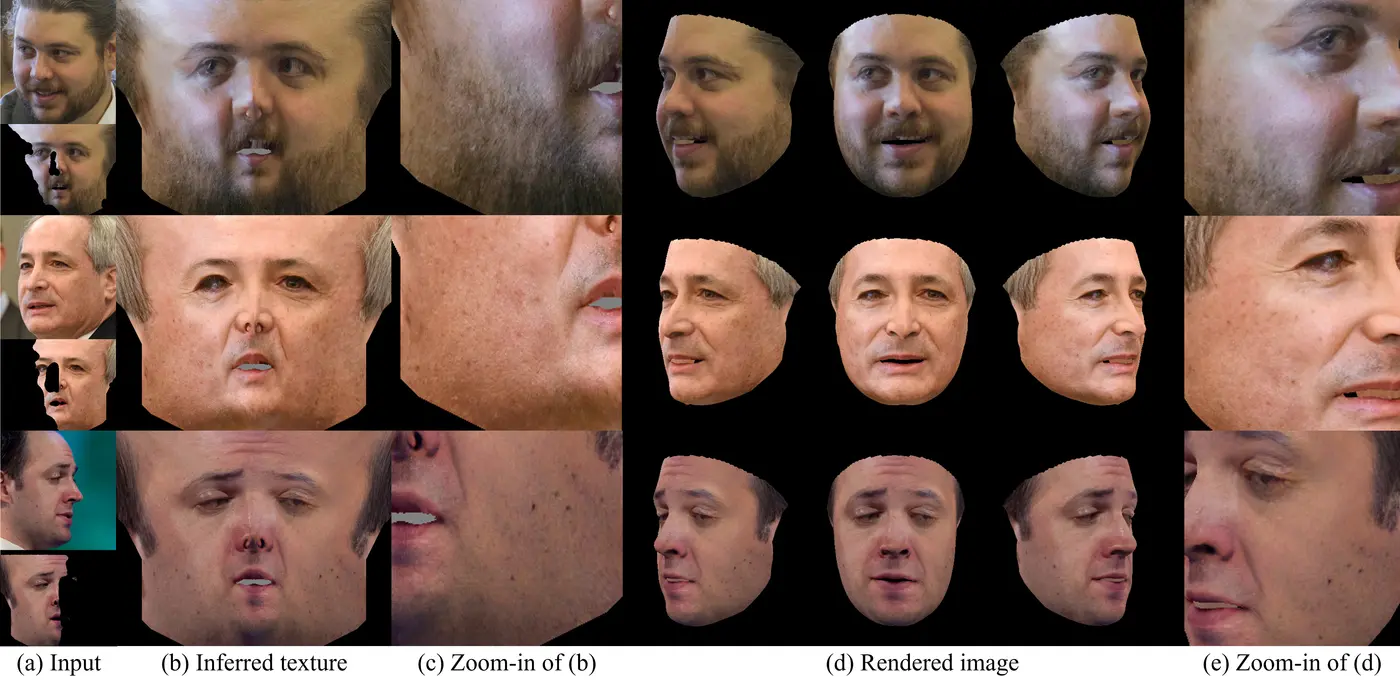 (a) Input
(b) Inferred texture
(c) Zoom-in of (b)
(d) Rendered image
(e) Zoom-in of (d)